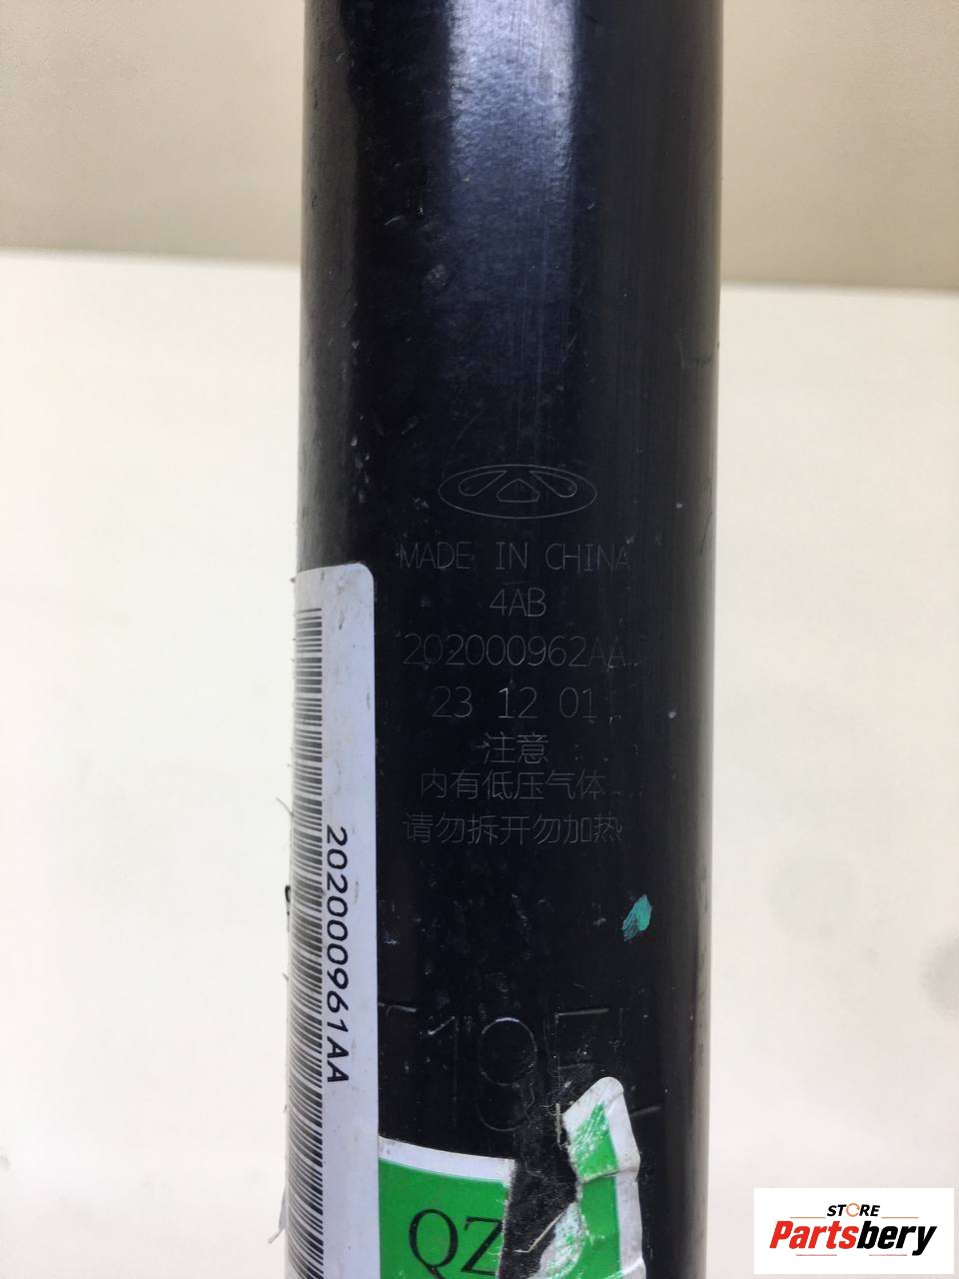 MADE IN CHINA
4AB
202000962AA
23 12 01
注意
内有低压气体
请勿拆开勿加热
202000961AA
QZ
STORE
Partsbery